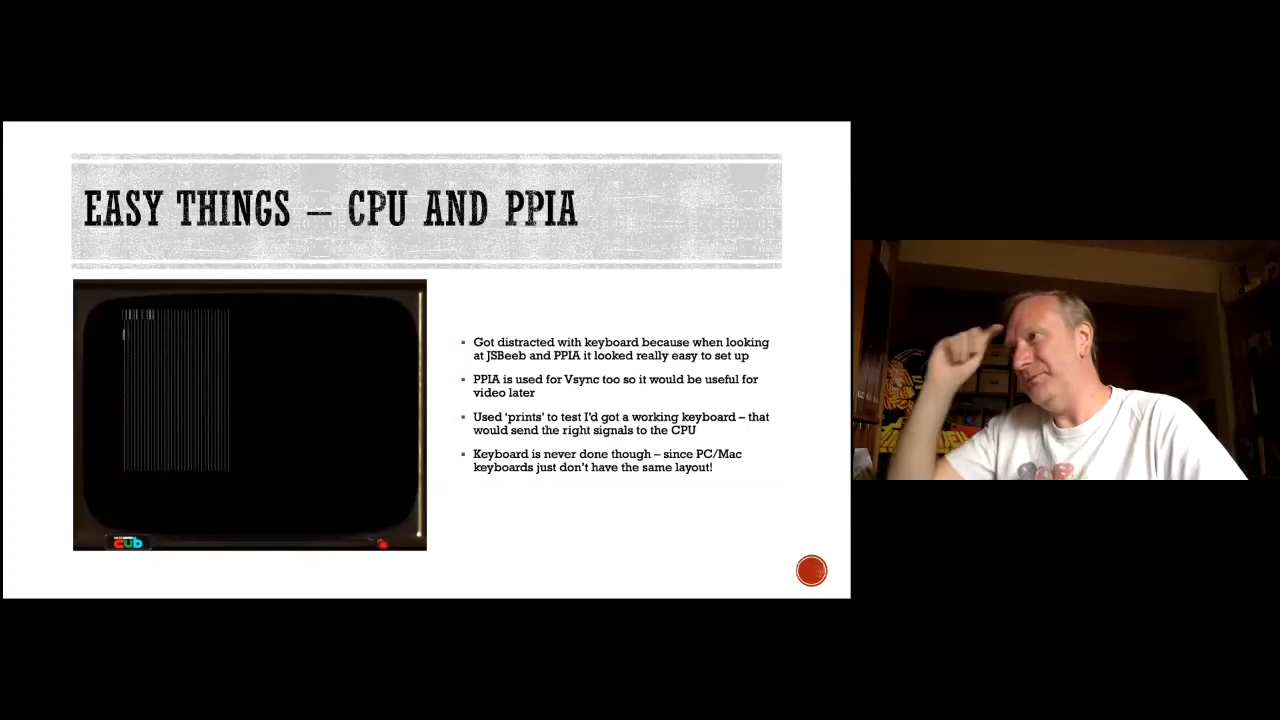 EASY THINGS – CPU AND PPIA
Got distracted with keyboard because when looking
at JSBeeb and PPIA it looked really easy to set up
PPIA is used for Vsync too so it would be useful for
video later
Used ‘prints’ to test I’d got a working keyboard – that
would send the right signals to the CPU
Keyboard is never done though – since PC/Mac
keyboards just don’t have the same layout!
cub